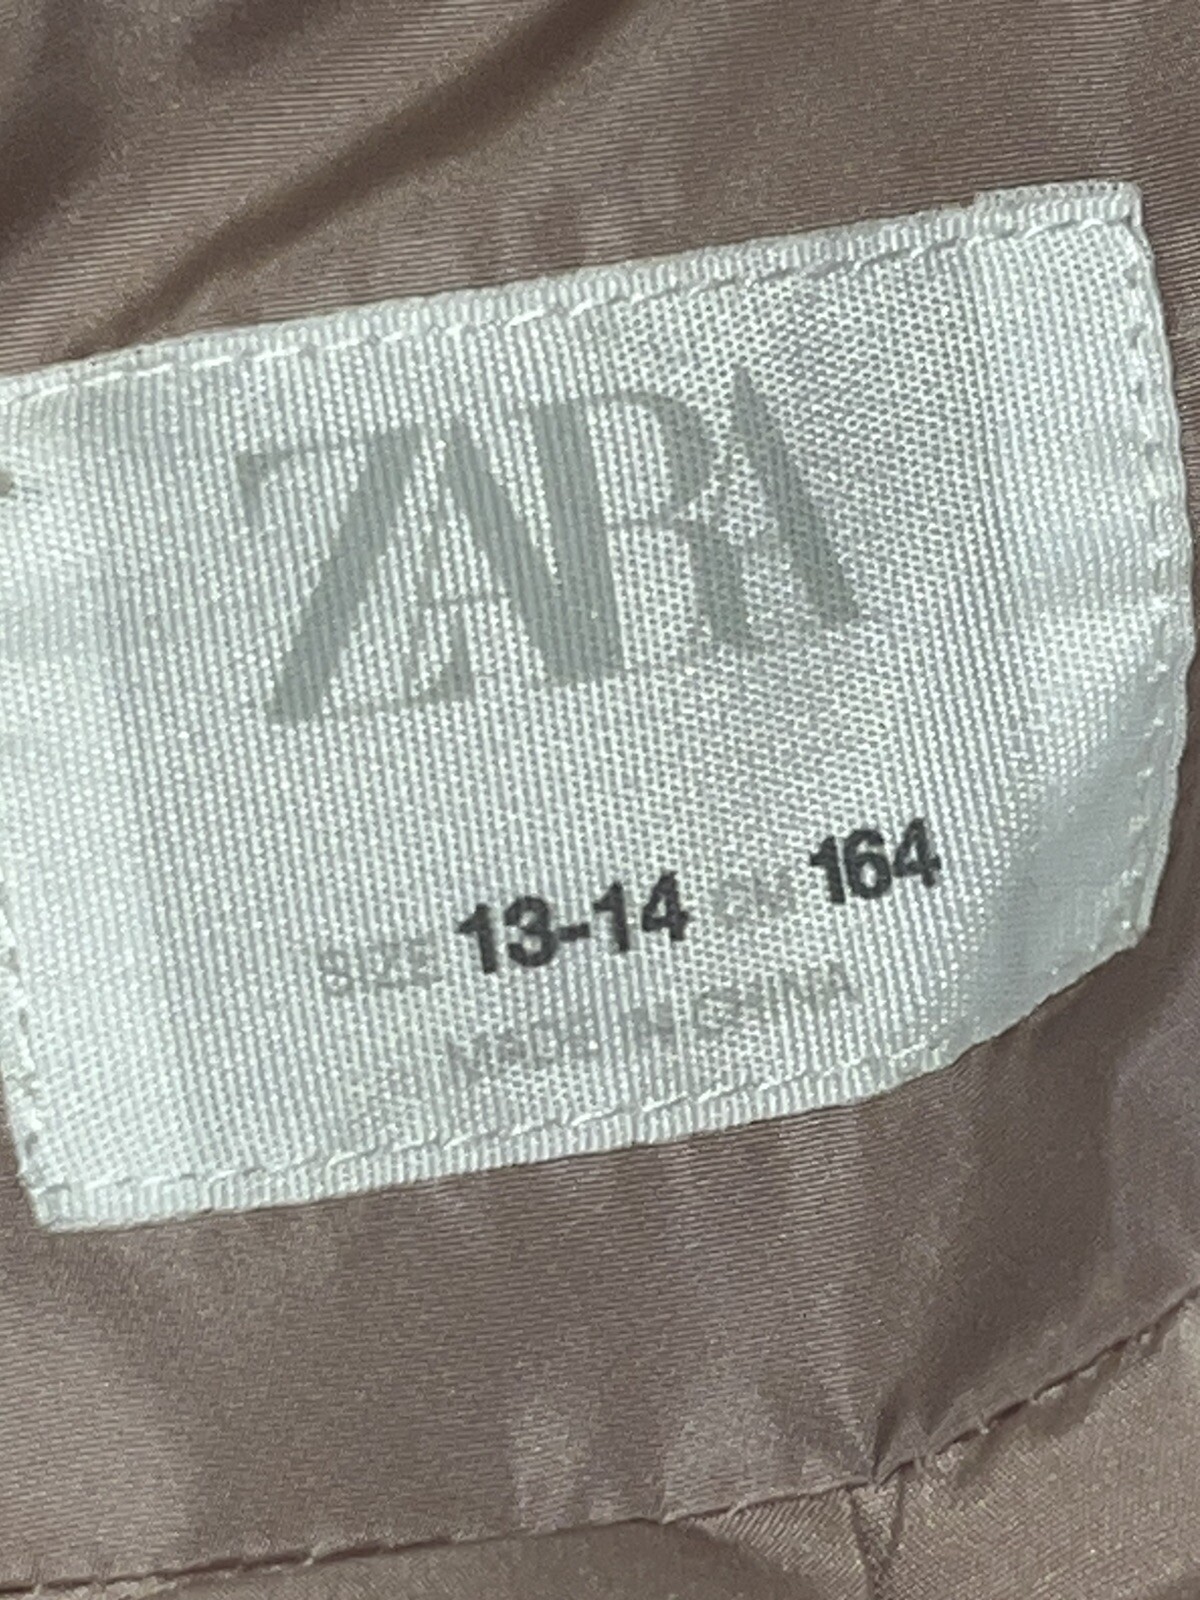 ZARA
SIZE 13-14 CM 164
MADE IN CHINA